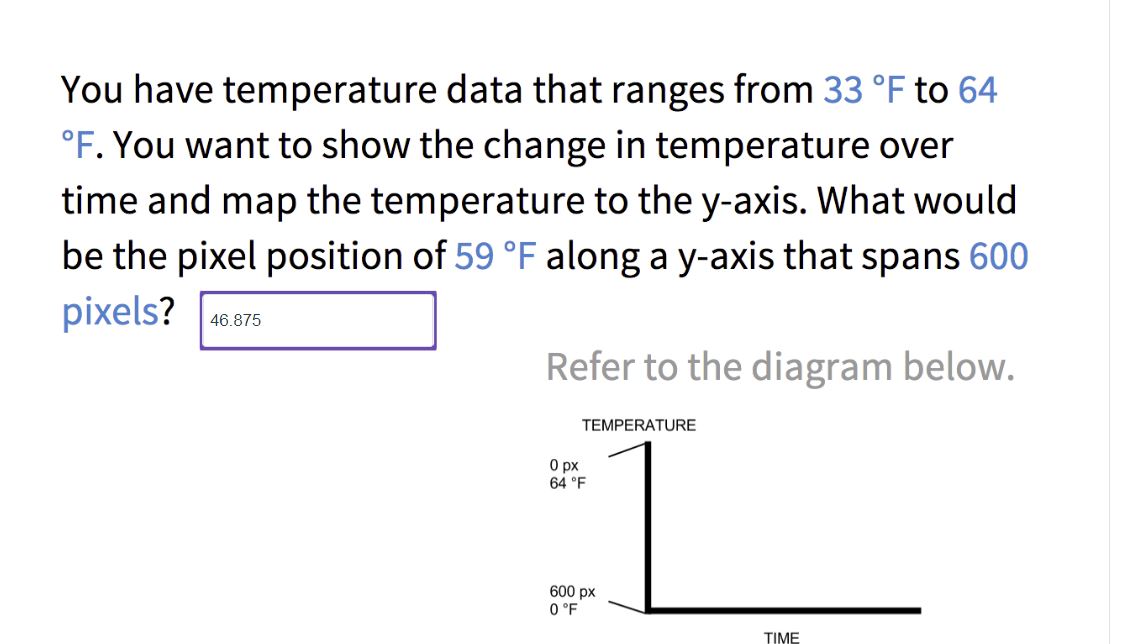 You have temperature data that ranges from 33 °F to 64
°F. You want to show the change in temperature over
time and map the temperature to the y-axis. What would
be the pixel position of 59 °F along a y-axis that spans 600
pixels? 46.875
Refer to the diagram below.
TEMPERATURE
0 px
64 °F
600 px
0 °F
TIME